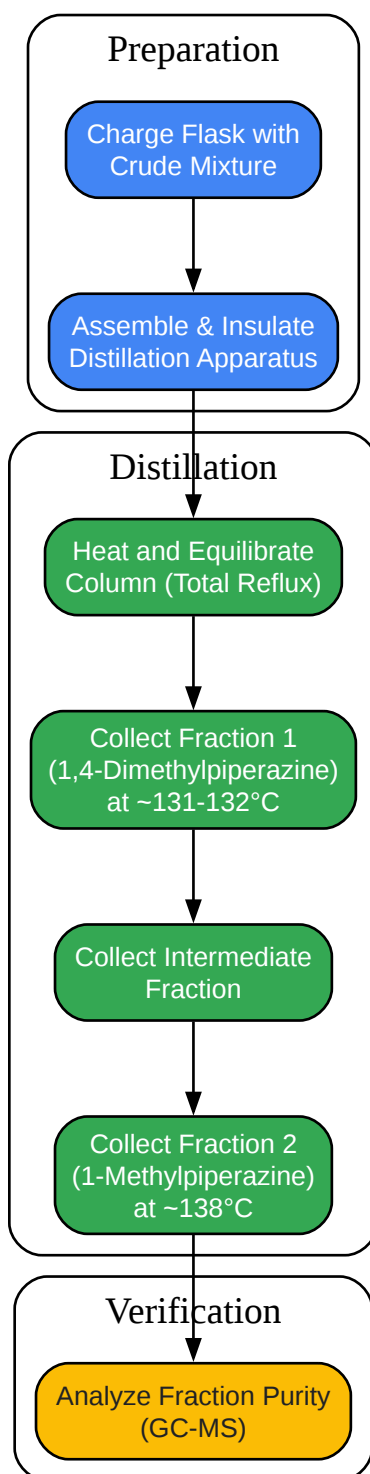 Preparation
Charge Flask with
Crude Mixture
Assemble & Insulate
Distillation Apparatus
Distillation
Heat and Equilibrate
Column (Total Reflux)
Collect Fraction 1
(1,4-Dimethylpiperazine)
at ~131-132°C
Collect Intermediate
Fraction
Collect Fraction 2
(1-Methylpiperazine)
at ~138°C
Verification
Analyze Fraction Purity
(GC-MS)